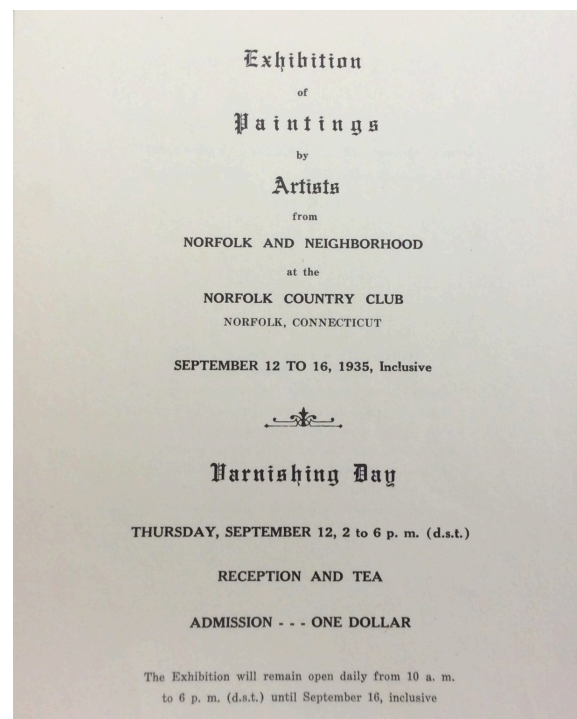 Exhibition
of
Paintings
by
Artists
from
NORFOLK AND NEIGHBORHOOD
at the
NORFOLK COUNTRY CLUB
NORFOLK, CONNECTICUT
SEPTEMBER 12 TO 16, 1935, Inclusive
Varnishing Day
THURSDAY, SEPTEMBER 12, 2 to 6 p. m. (d.s.t.)
RECEPTION AND TEA
ADMISSION - - - ONE DOLLAR
The Exhibition will remain open daily from 10 a. m.
to 6 p. m. (d.s.t.) until September 16, inclusive